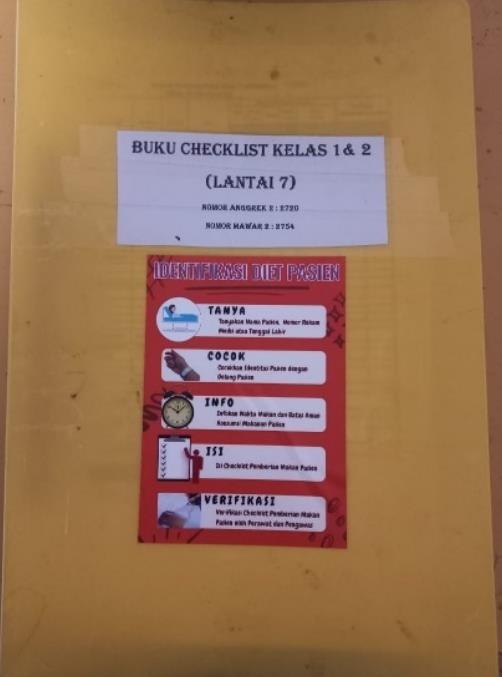 BUKU CHECKLIST KELAS 1 & 2
(LANTAI 7)
NOMOR ANGGREK 2 : 2720
NOMOR MAWAR 2 : 2754
IDENTIFIKASI DIET PASIEN
TANYA
Tanyakan Nama Pasien, Nomor Rekam
Medis atau Tanggal Lahir
COCOK
Cocokkan Identitas Pasien dengan
Gelang Pasien
INFO
Infokan Waktu Makan dan Batas Aman
Konsumsi Makanan Pasien
ISI
Isi Checklist Pemberian Makan Pasien
VERIFIKASI
Verifikasi Checklist Pemberian Makan
Pasien oleh Perawat dan Pengawas